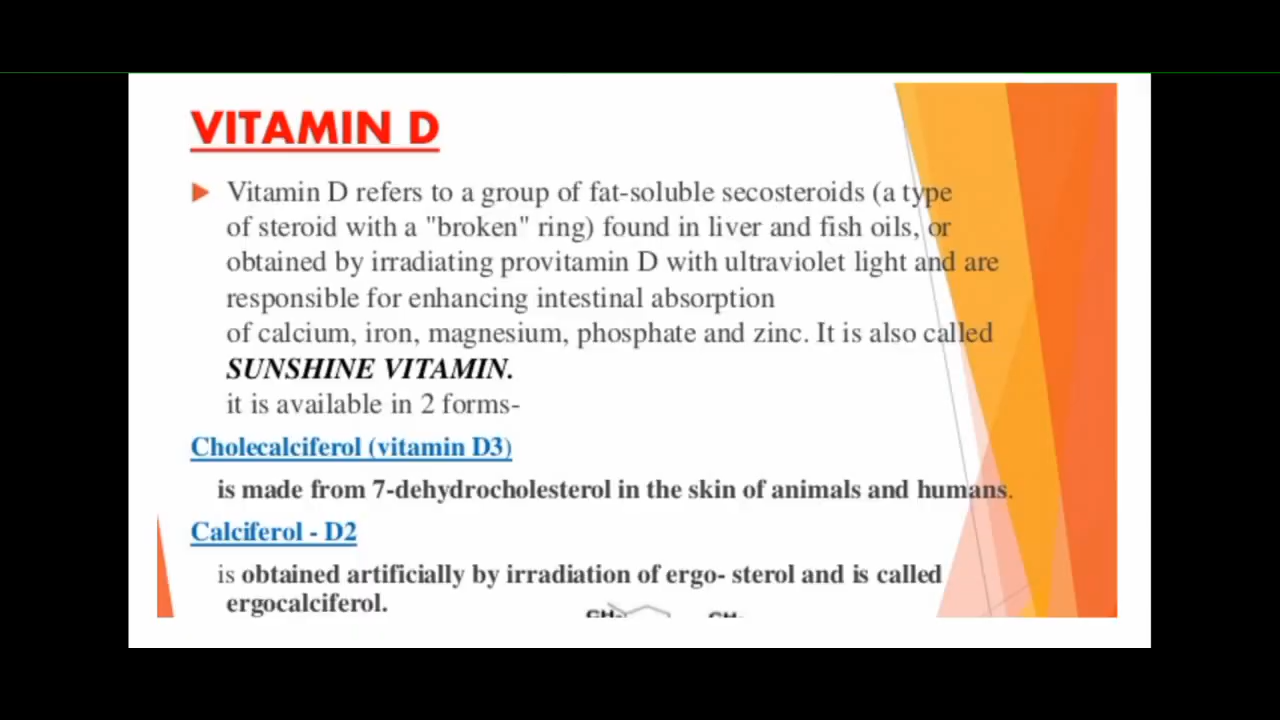 VITAMIN D
Vitamin D refers to a group of fat-soluble secosteroids (a type
of steroid with a "broken" ring) found in liver and fish oils, or
obtained by irradiating provitamin D with ultraviolet light and are
responsible for enhancing intestinal absorption
of calcium, iron, magnesium, phosphate and zinc. It is also called
SUNSHINE VITAMIN.
it is available in 2 forms-
Cholecalciferol (vitamin D3)
is made from 7-dehydrocholesterol in the skin of animals and humans.
Calciferol - D2
is obtained artificially by irradiation of ergo- sterol and is called
ergocalciferol.